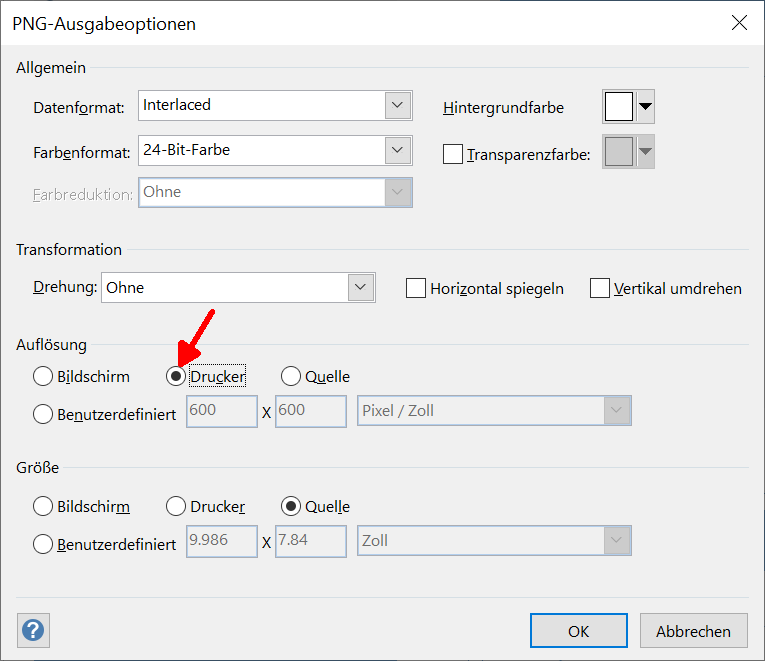 PNG-Ausgabeoptionen
Allgemein
Datenformat: Interlaced Hintergrundfarbe
Farbenformat: 24-Bit-Farbe Transparenzfarbe:
Farbreduktion: Ohne
Transformation
Drehung: Ohne Horizontal spiegeln Vertikal umdrehen
Auflösung
Bildschirm Drucker Quelle
Benutzerdefiniert 600 X 600 Pixel / Zoll
Größe
Bildschirm Drucker Quelle
Benutzerdefiniert 9.986 X 7.84 Zoll
? OK Abbrechen